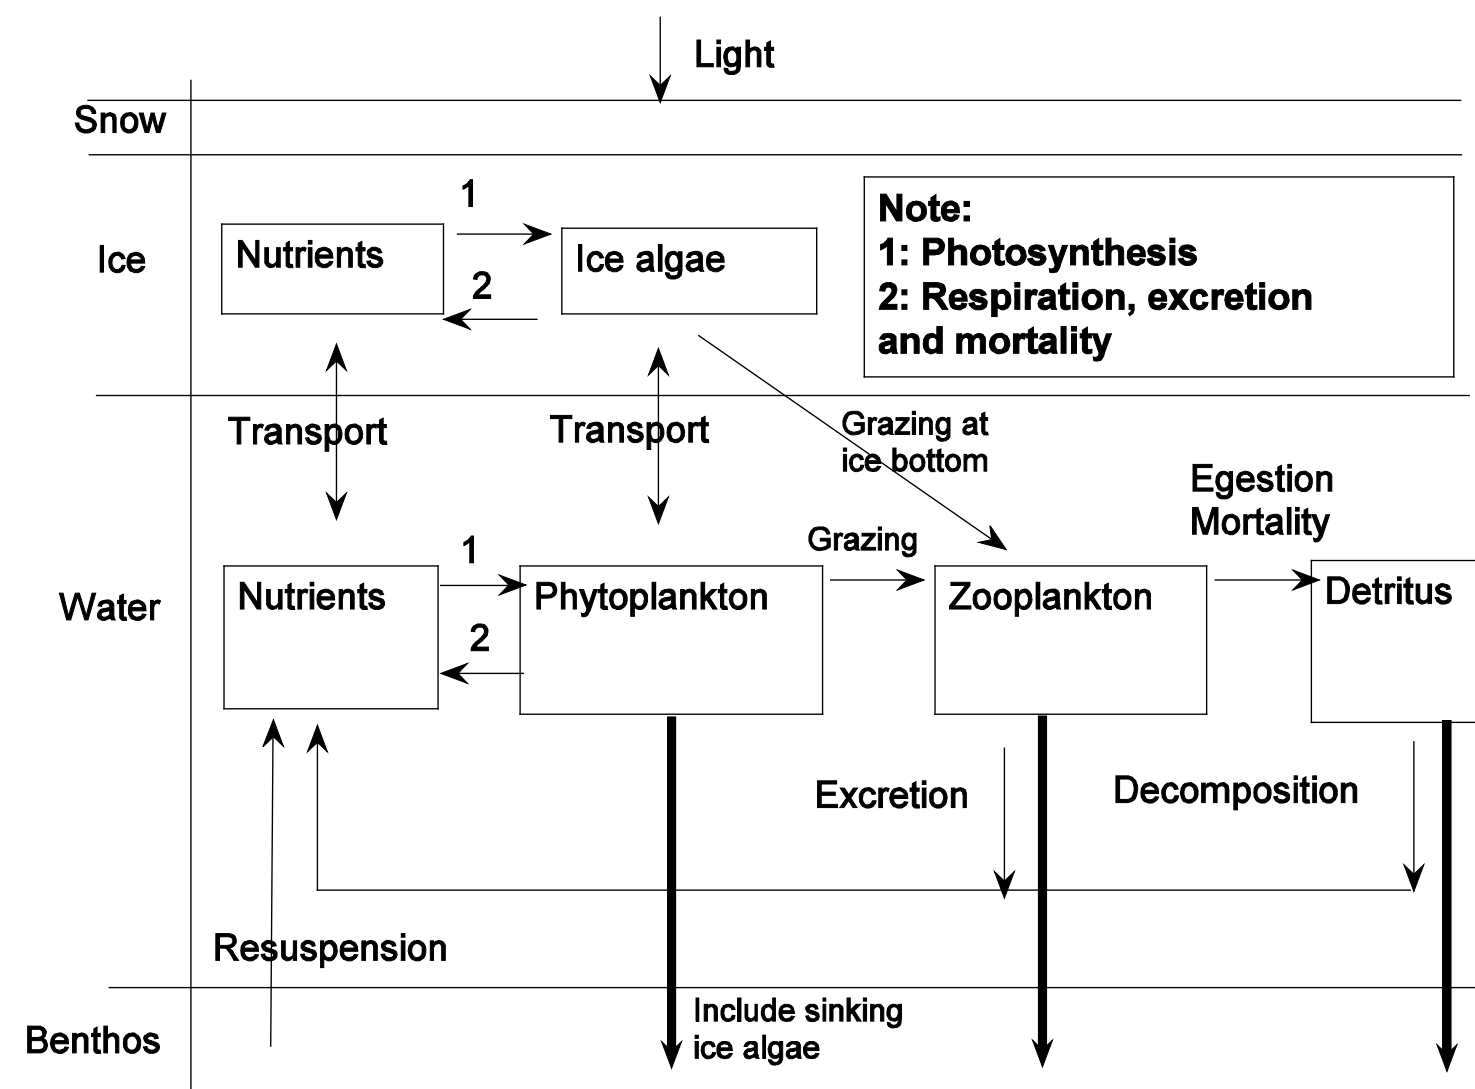 Light
Snow
1
Note:
1: Photosynthesis
2: Respiration, excretion
and mortality
Ice
Nutrients
Ice algae
2
Transport
Transport
Grazing at
ice bottom
Egestion
Mortality
Grazing
1
Water
Nutrients
Phytoplankton
Zooplankton
Detritus
2
Excretion
Decomposition
Resuspension
Benthos
Include sinking
ice algae